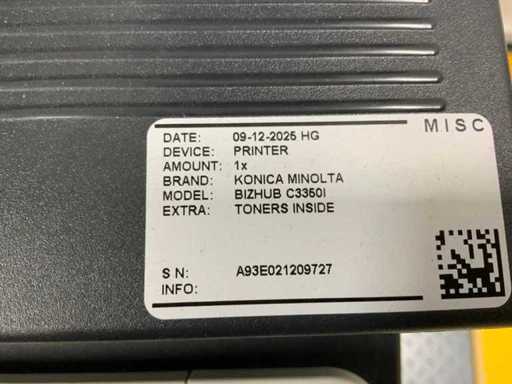 MISC
DATE: 09-12-2025 HG
DEVICE: PRINTER
AMOUNT: 1x
BRAND: KONICA MINOLTA
MODEL: BIZHUB C3350I
EXTRA: TONERS INSIDE
S N: A93E021209727
INFO: